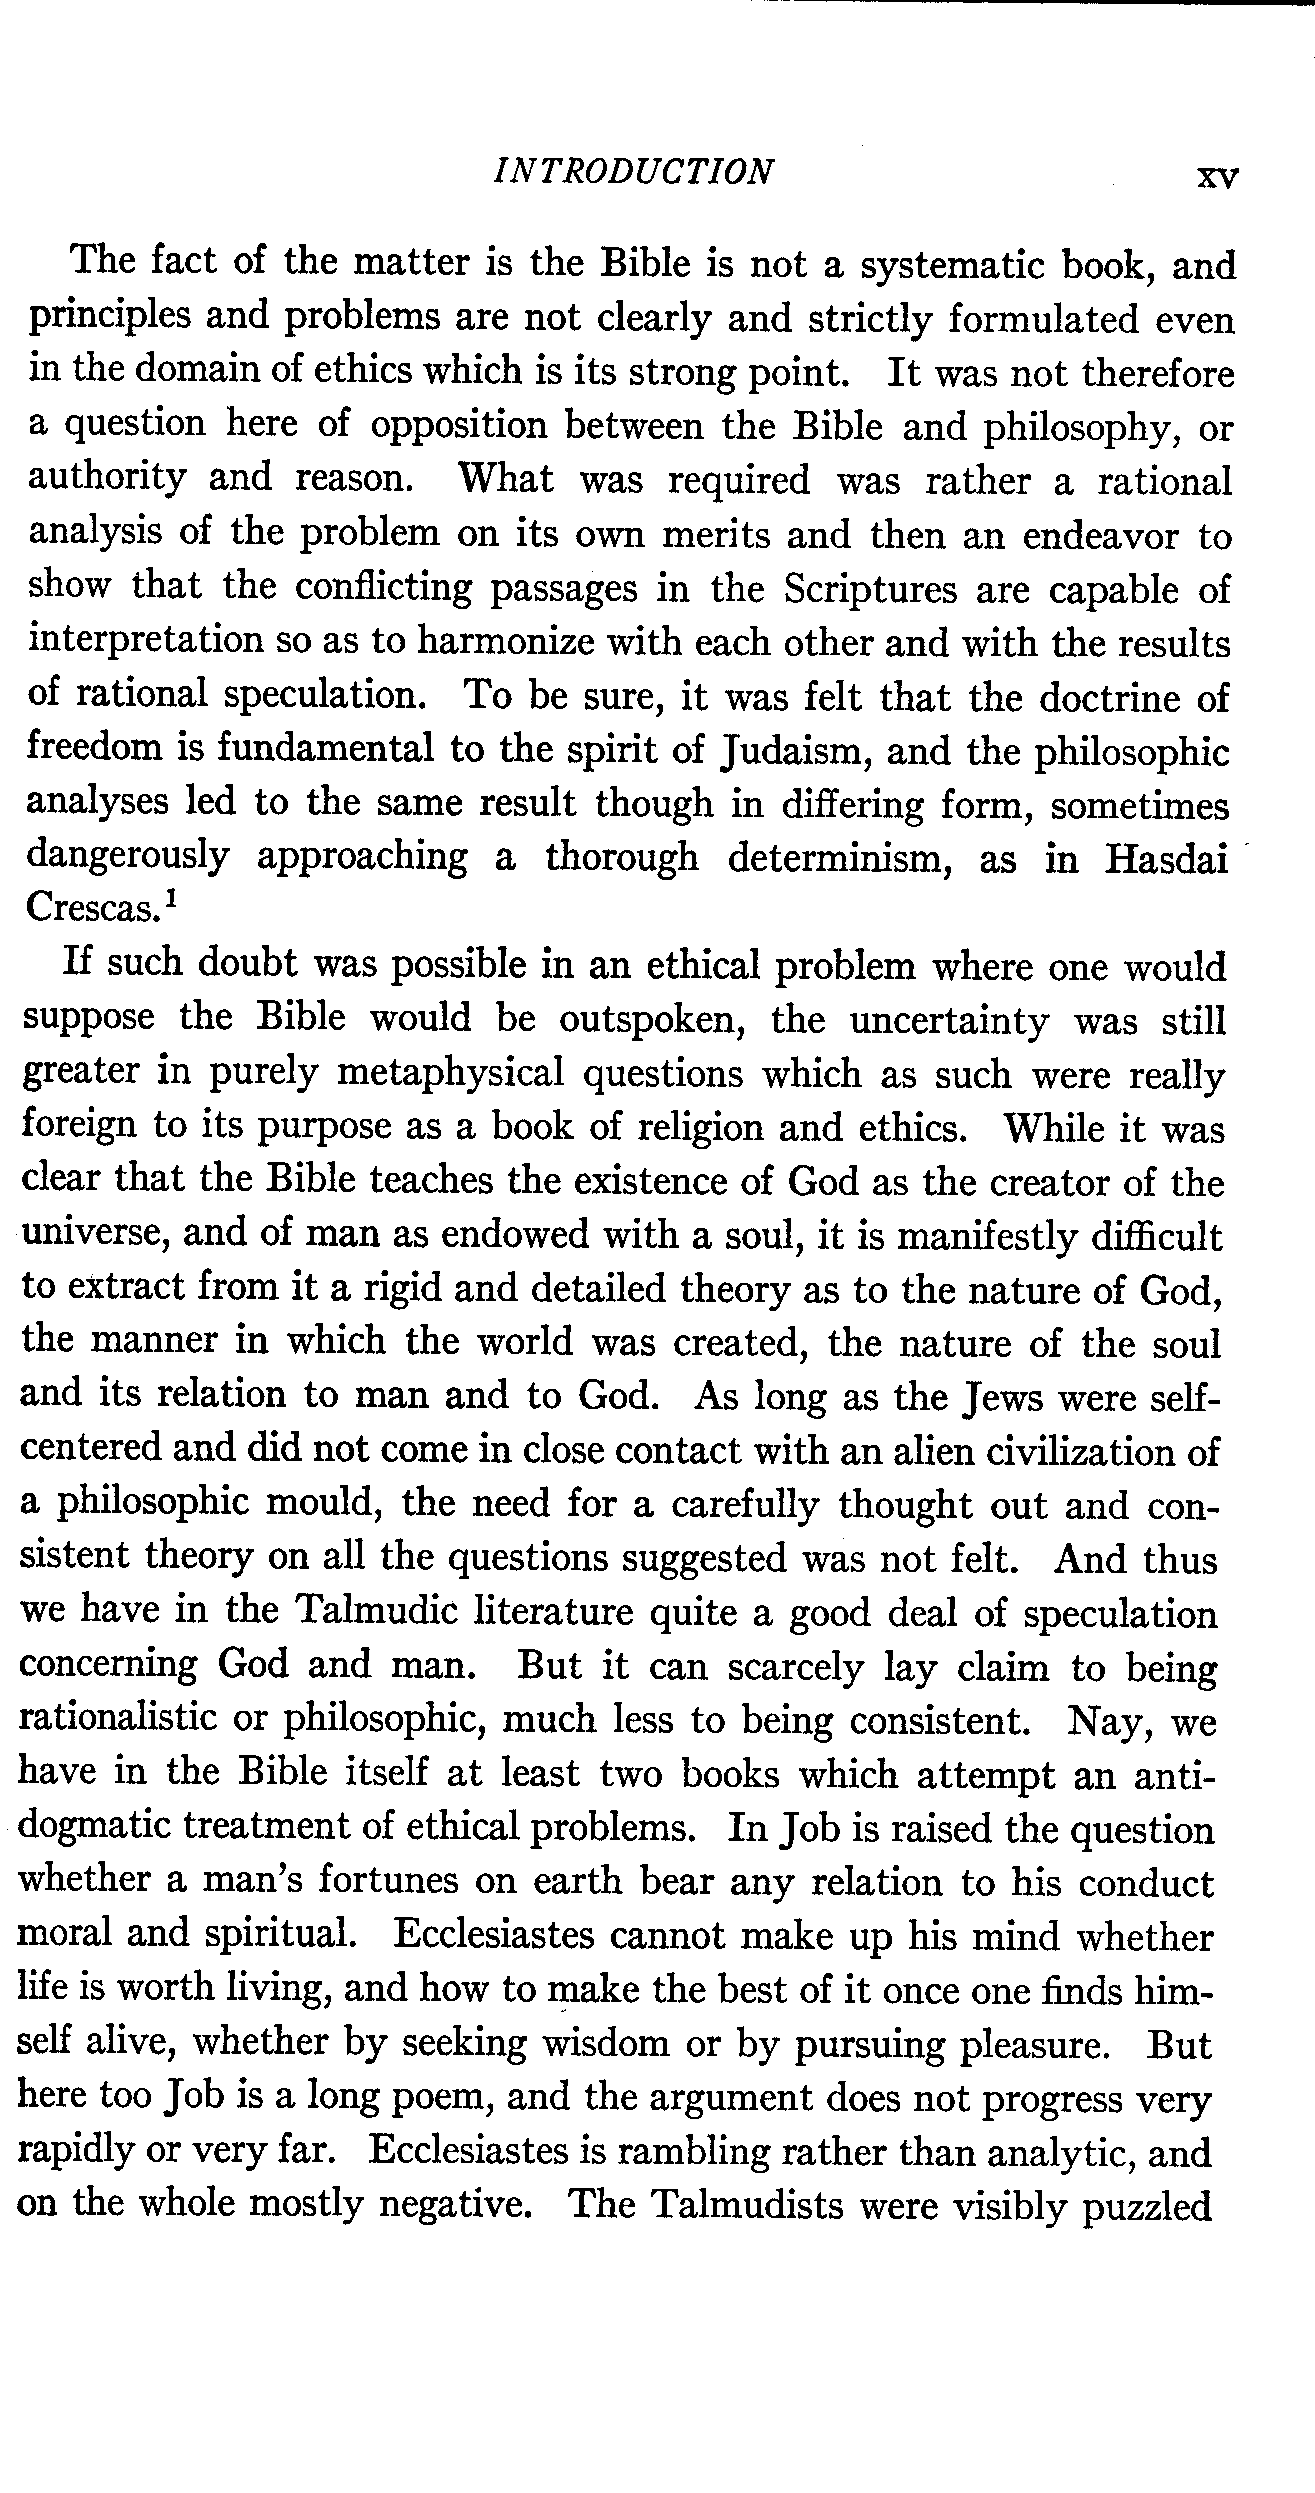 INTRODUCTION xv
The fact of the matter is the Bible is not a systematic book, and
principles and problems are not clearly and strictly formulated even
in the domain of ethics which is its strong point. It was not therefore
a question here of opposition between the Bible and philosophy, or
authority and reason. What was required was rather a rational
analysis of the problem on its own merits and then an endeavor to
show that the conflicting passages in the Scriptures are capable of
interpretation so as to harmonize with each other and with the results
of rational speculation. To be sure, it was felt that the doctrine of
freedom is fundamental to the spirit of Judaism, and the philosophic
analyses led to the same result though in differing form, sometimes
dangerously approaching a thorough determinism, as in Hasdai
Crescas.¹
If such doubt was possible in an ethical problem where one would
suppose the Bible would be outspoken, the uncertainty was still
greater in purely metaphysical questions which as such were really
foreign to its purpose as a book of religion and ethics. While it was
clear that the Bible teaches the existence of God as the creator of the
universe, and of man as endowed with a soul, it is manifestly difficult
to extract from it a rigid and detailed theory as to the nature of God,
the manner in which the world was created, the nature of the soul
and its relation to man and to God. As long as the Jews were self-
centered and did not come in close contact with an alien civilization of
a philosophic mould, the need for a carefully thought out and con-
sistent theory on all the questions suggested was not felt. And thus
we have in the Talmudic literature quite a good deal of speculation
concerning God and man. But it can scarcely lay claim to being
rationalistic or philosophic, much less to being consistent. Nay, we
have in the Bible itself at least two books which attempt an anti-
dogmatic treatment of ethical problems. In Job is raised the question
whether a man's fortunes on earth bear any relation to his conduct
moral and spiritual. Ecclesiastes cannot make up his mind whether
life is worth living, and how to make the best of it once one finds him-
self alive, whether by seeking wisdom or by pursuing pleasure. But
here too Job is a long poem, and the argument does not progress very
rapidly or very far. Ecclesiastes is rambling rather than analytic, and
on the whole mostly negative. The Talmudists were visibly puzzled